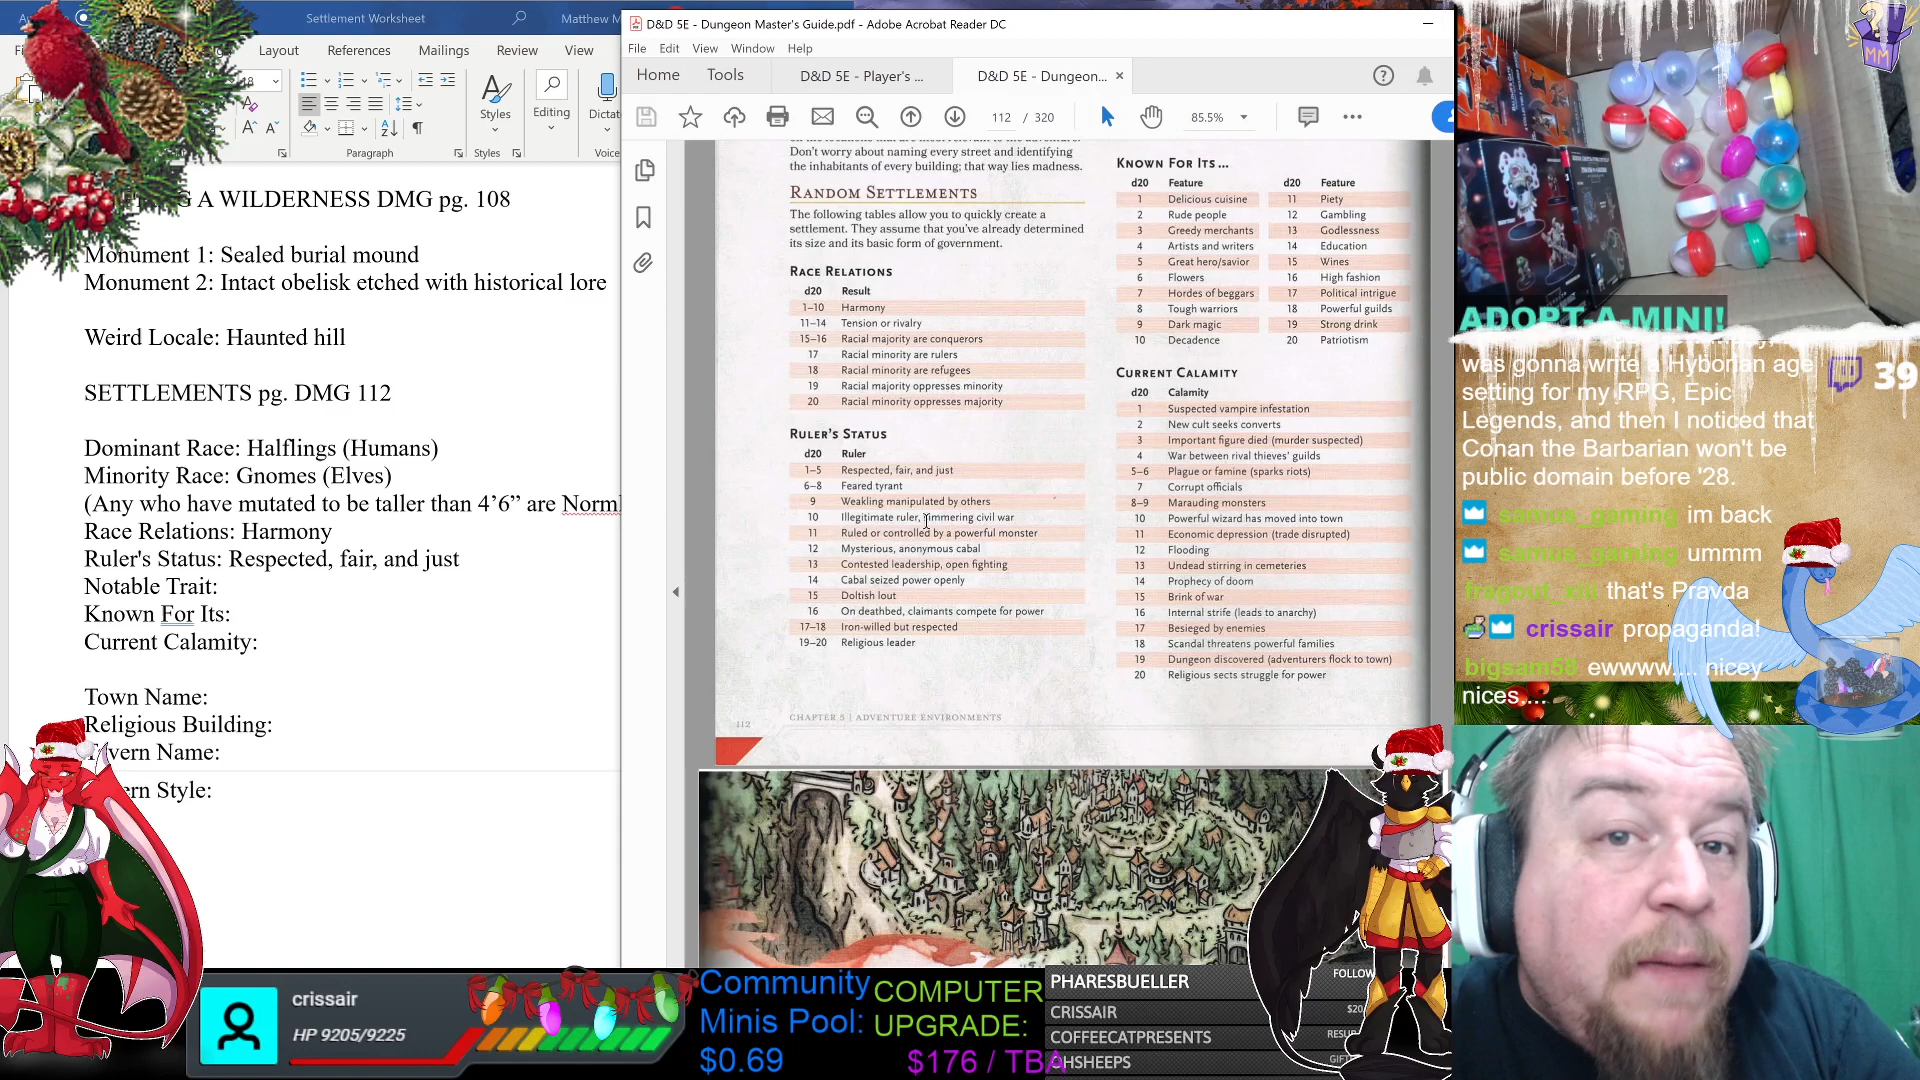 Settlement Worksheet
Matthew M
Layout
References
Mailings
Review
View
Styles
Editing
Dictat
Paragraph
Styles
Voice
A WILDERNESS DMG pg. 108
Monument 1: Sealed burial mound
Monument 2: Intact obelisk etched with historical lore
Weird Locale: Haunted hill
SETTLEMENTS pg. DMG 112
Dominant Race: Halflings (Humans)
Minority Race: Gnomes (Elves)
(Any who have mutated to be taller than 4’6” are Norml
Race Relations: Harmony
Ruler's Status: Respected, fair, and just
Notable Trait:
Known For Its:
Current Calamity:
Town Name:
Religious Building:
vern Name:
ern Style:
D&D 5E - Dungeon Master's Guide.pdf - Adobe Acrobat Reader DC
File Edit View Window Help
Home Tools D&D 5E - Player's ... D&D 5E - Dungeon... ×
112 / 320 85.5%
Don't worry about naming every street and identifying
the inhabitants of every building; that way lies madness.
RANDOM SETTLEMENTS
The following tables allow you to quickly create a
settlement. They assume that you've already determined
its size and its basic form of government.
RACE RELATIONS
d20 Result
1–10 Harmony
11–14 Tension or rivalry
15–16 Racial majority are conquerors
17 Racial minority are rulers
18 Racial minority are refugees
19 Racial majority oppresses minority
20 Racial minority oppresses majority
RULER'S STATUS
d20 Ruler
1–5 Respected, fair, and just
6–8 Feared tyrant
9 Weakling manipulated by others
10 Illegitimate ruler, simmering civil war
11 Ruled or controlled by a powerful monster
12 Mysterious, anonymous cabal
13 Contested leadership, open fighting
14 Cabal seized power openly
15 Doltish lout
16 On deathbed, claimants compete for power
17–18 Iron-willed but respected
19–20 Religious leader
112 CHAPTER 5 | ADVENTURE ENVIRONMENTS
KNOWN FOR ITS...
d20 Feature d20 Feature
1 Delicious cuisine 11 Piety
2 Rude people 12 Gambling
3 Greedy merchants 13 Godlessness
4 Artists and writers 14 Education
5 Great hero/savior 15 Wines
6 Flowers 16 High fashion
7 Hordes of beggars 17 Political intrigue
8 Tough warriors 18 Powerful guilds
9 Dark magic 19 Strong drink
10 Decadence 20 Patriotism
CURRENT CALAMITY
d20 Calamity
1 Suspected vampire infestation
2 New cult seeks converts
3 Important figure died (murder suspected)
4 War between rival thieves' guilds
5–6 Plague or famine (sparks riots)
7 Corrupt officials
8–9 Marauding monsters
10 Powerful wizard has moved into town
11 Economic depression (trade disrupted)
12 Flooding
13 Undead stirring in cemeteries
14 Prophecy of doom
15 Brink of war
16 Internal strife (leads to anarchy)
17 Besieged by enemies
18 Scandal threatens powerful families
19 Dungeon discovered (adventurers flock to town)
20 Religious sects struggle for power
MM
ADOPT-A-MINI!
39
was gonna write a Hyborian age
setting for my RPG, Epic
Legends, and then I noticed that
Conan the Barbarian won't be
public domain before '28.
samus_gaming im back
samus_gaming ummm
that's Pravda
crissair propaganda!
bigsam58 ewwww.... nicey
nices....
crissair
HP 9205/9225
Community
Minis Pool:
$0.69
COMPUTER
UPGRADE:
$176 / TBA
PHARESBUELLER FOLLOW
CRISSAIR $20
COFFEECATPRESENTS RESU
OHSHEEPS GIFT